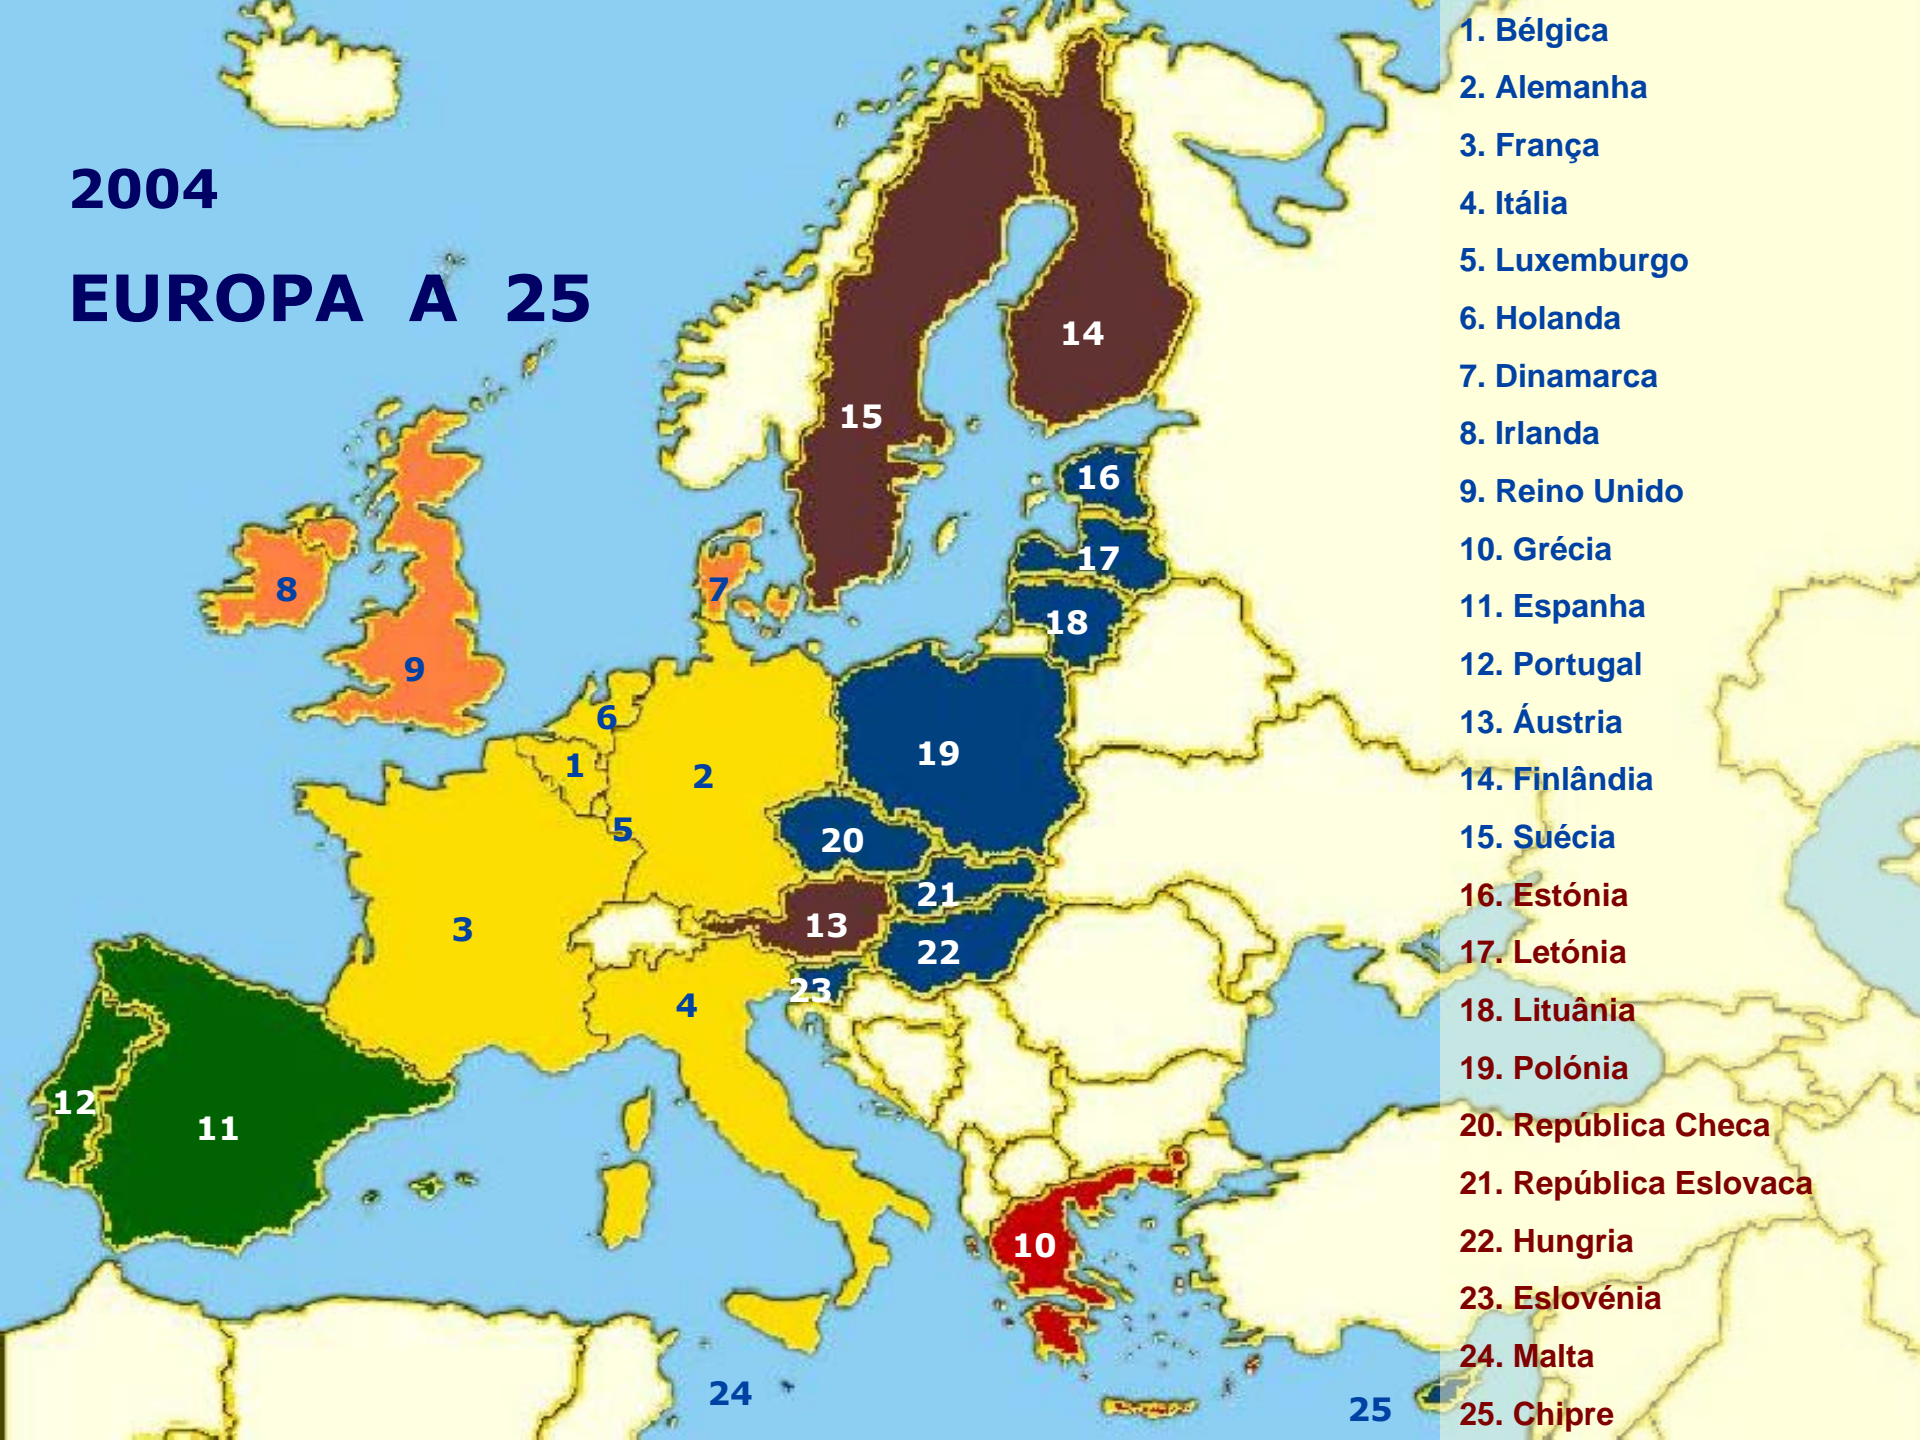 2004
EUROPA A 25
1. Bélgica
2. Alemanha
3. França
4. Itália
5. Luxemburgo
6. Holanda
7. Dinamarca
8. Irlanda
9. Reino Unido
10. Grécia
11. Espanha
12. Portugal
13. Áustria
14. Finlândia
15. Suécia
16. Estónia
17. Letónia
18. Lituânia
19. Polónia
20. República Checa
21. República Eslovaca
22. Hungria
23. Eslovénia
24. Malta
25. Chipre
14
15
16
17
8
7
18
9
6
19
1
2
5
20
21
13
3
22
23
4
12
11
10
24
25